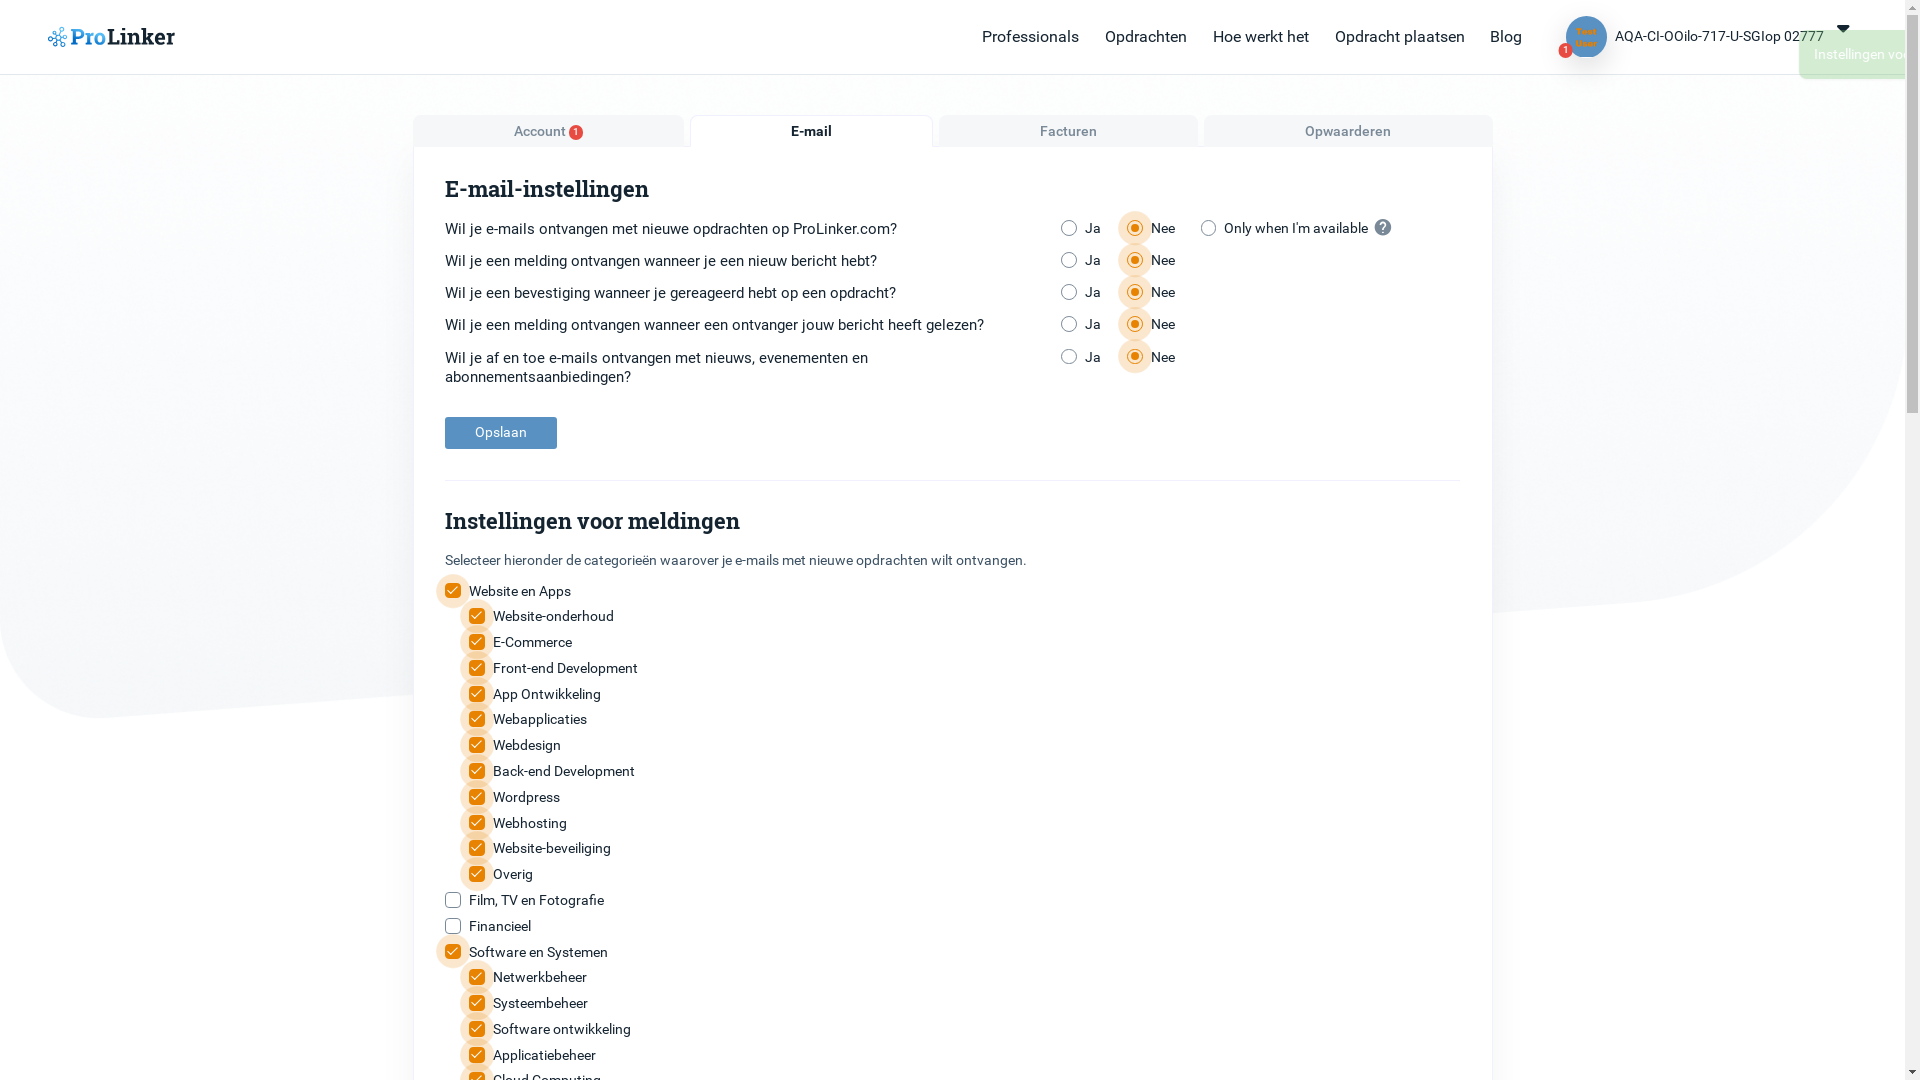 ProLinker
Professionals
Opdrachten
Hoe werkt het
Opdracht plaatsen
Blog
Test User
1
AQA-CI-OOilo-717-U-SGIop 02777
Instellingen
Account 1
E-mail
Facturen
Opwaarderen
E-mail-instellingen
Wil je e-mails ontvangen met nieuwe opdrachten op ProLinker.com? Ja Nee Only when I'm available ?
Wil je een melding ontvangen wanneer je een nieuw bericht hebt? Ja Nee
Wil je een bevestiging wanneer je gereageerd hebt op een opdracht? Ja Nee
Wil je een melding ontvangen wanneer een ontvanger jouw bericht heeft gelezen? Ja Nee
Wil je af en toe e-mails ontvangen met nieuws, evenementen en Ja Nee
abonnementsaanbiedingen?
Opslaan
Instellingen voor meldingen
Selecteer hieronder de categorieën waarover je e-mails met nieuwe opdrachten wilt ontvangen.
Website en Apps
Website-onderhoud
E-Commerce
Front-end Development
App Ontwikkeling
Webapplicaties
Webdesign
Back-end Development
Wordpress
Webhosting
Website-beveiliging
Overig
Film, TV en Fotografie
Financieel
Software en Systemen
Netwerkbeheer
Systeembeheer
Software ontwikkeling
Applicatiebeheer
Cloud Computing